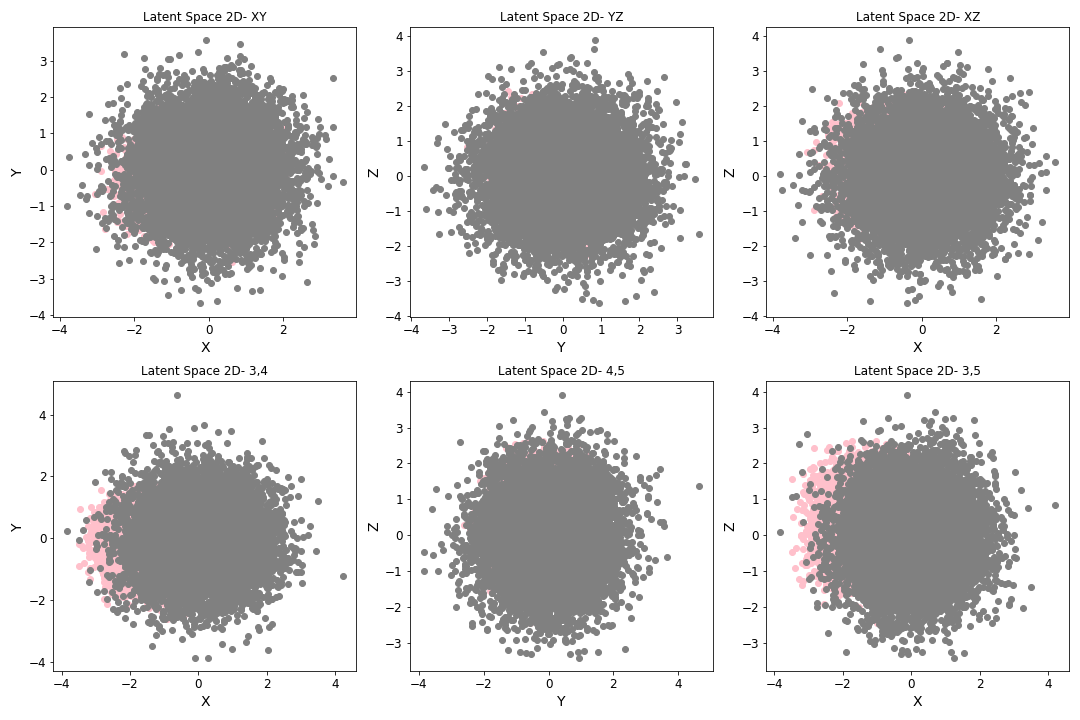 Latent Space 2D- XY
Y
3
2
1
0
−1
−2
−3
−4
−4 −2 0 2
X
Latent Space 2D- YZ
Z
4
3
2
1
0
−1
−2
−3
−4
−4 −3 −2 −1 0 1 2 3
Y
Latent Space 2D- XZ
Z
4
3
2
1
0
−1
−2
−3
−4
−4 −2 0 2
X
Latent Space 2D- 3,4
Y
4
2
0
−2
−4
−4 −2 0 2 4
X
Latent Space 2D- 4,5
Z
4
3
2
1
0
−1
−2
−3
−4 −2 0 2 4
Y
Latent Space 2D- 3,5
Z
4
3
2
1
0
−1
−2
−3
−4 −2 0 2 4
X